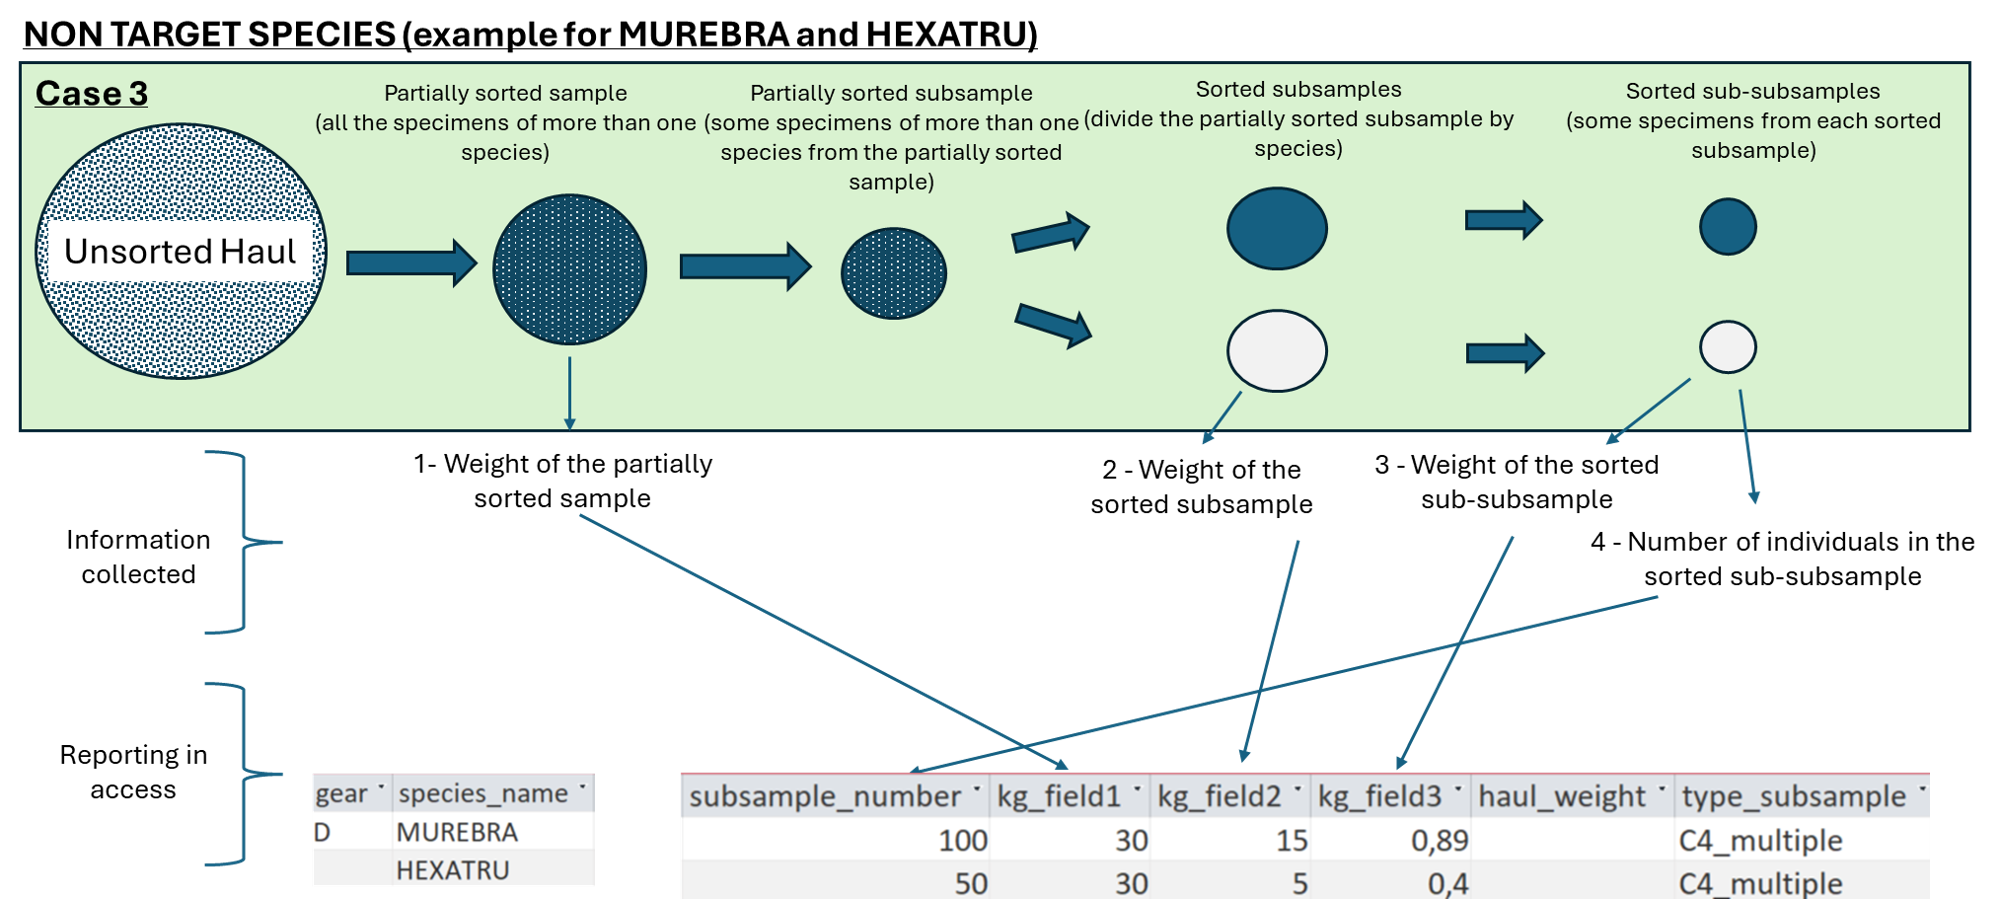 NON TARGET SPECIES (example for MUREBRA and HEXATRU)
Case 3
Unsorted Haul
Partially sorted sample
(all the specimens of more than one
species)
Partially sorted subsample
(some specimens of more than one
species from the partially sorted
sample)
Sorted subsamples
(divide the partially sorted subsample by
species)
Sorted sub-subsamples
(some specimens from each sorted
subsample)
Information
collected
1- Weight of the partially
sorted sample
2 - Weight of the
sorted subsample
3 - Weight of the sorted
sub-subsample
4 - Number of individuals in the
sorted sub-subsample
Reporting in
access
gear species_name
D MUREBRA
HEXATRU
subsample_number kg_field1 kg_field2 kg_field3 haul_weight type_subsample
100 30 15 0,89 C4_multiple
50 30 5 0,4 C4_multiple